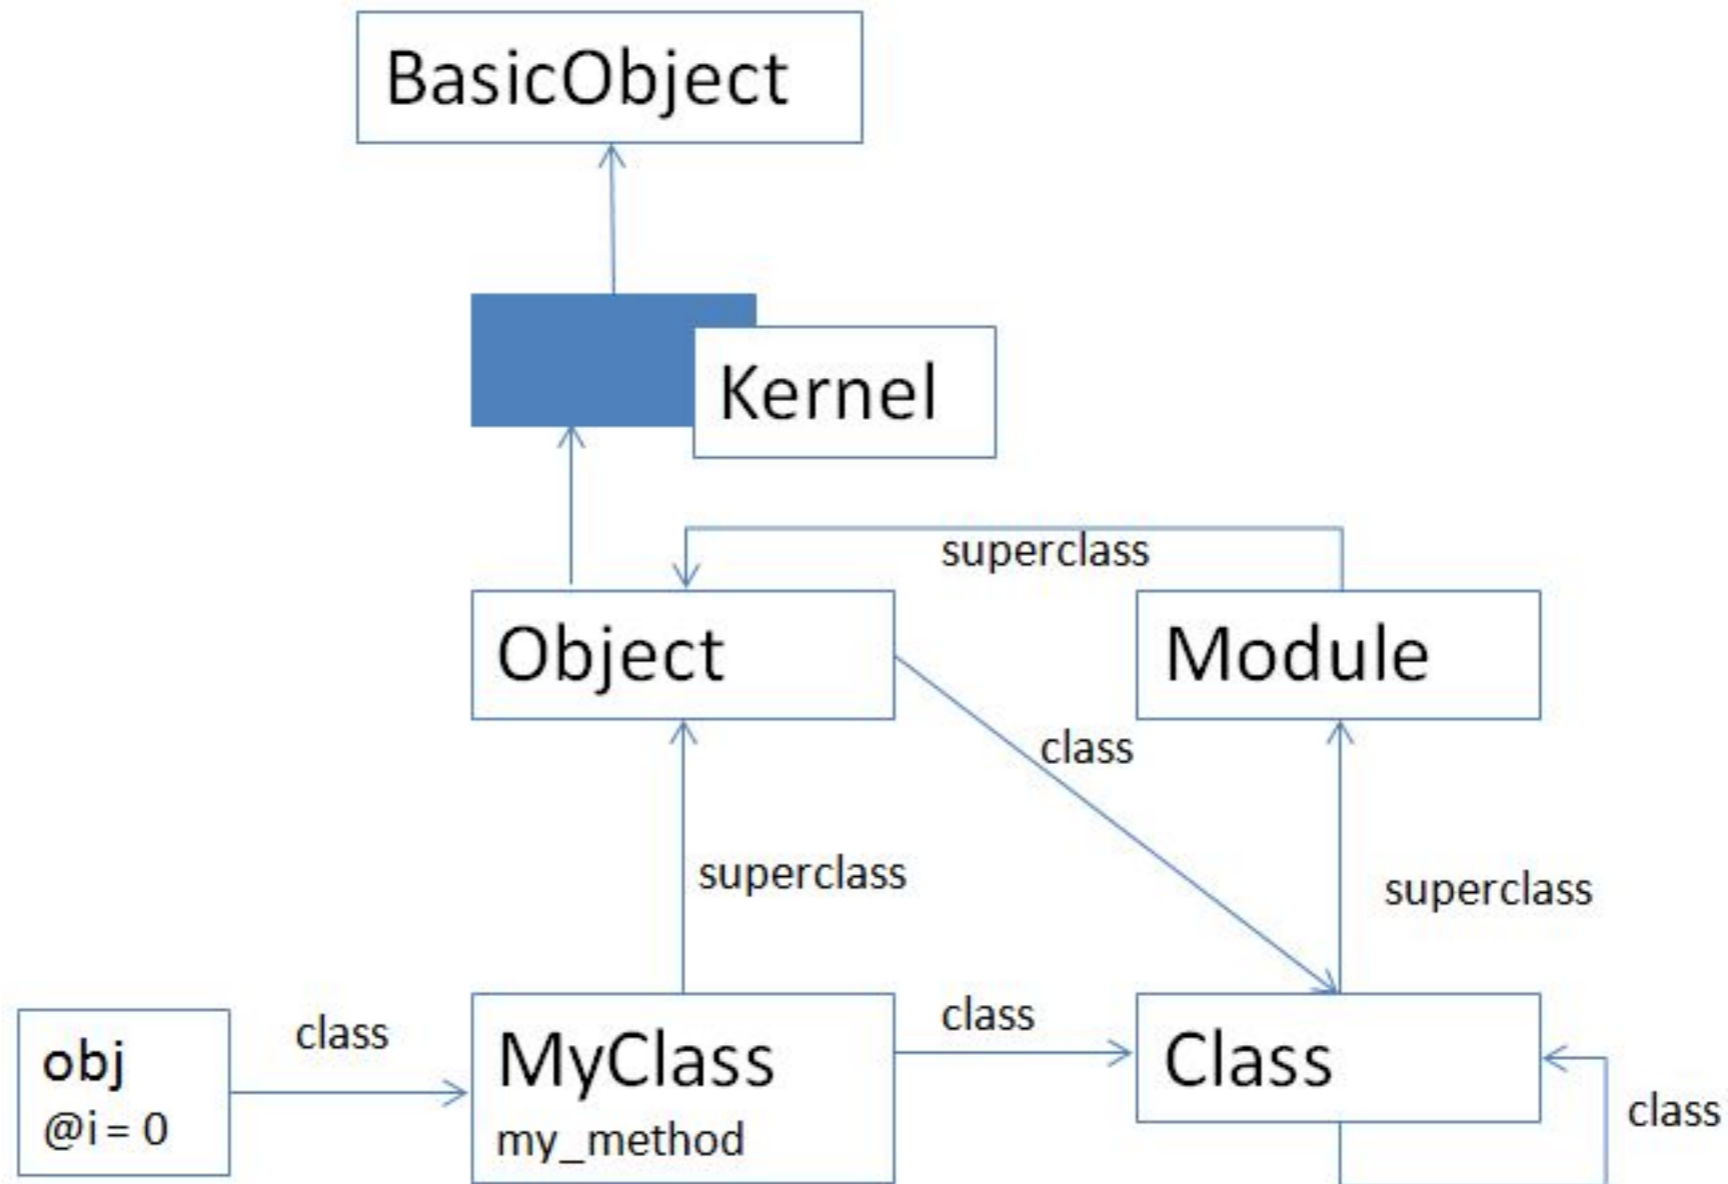 BasicObject
Kernel
superclass
Object
Module
class
superclass
superclass
class
class
obj
@i = 0
MyClass
my_method
Class
class